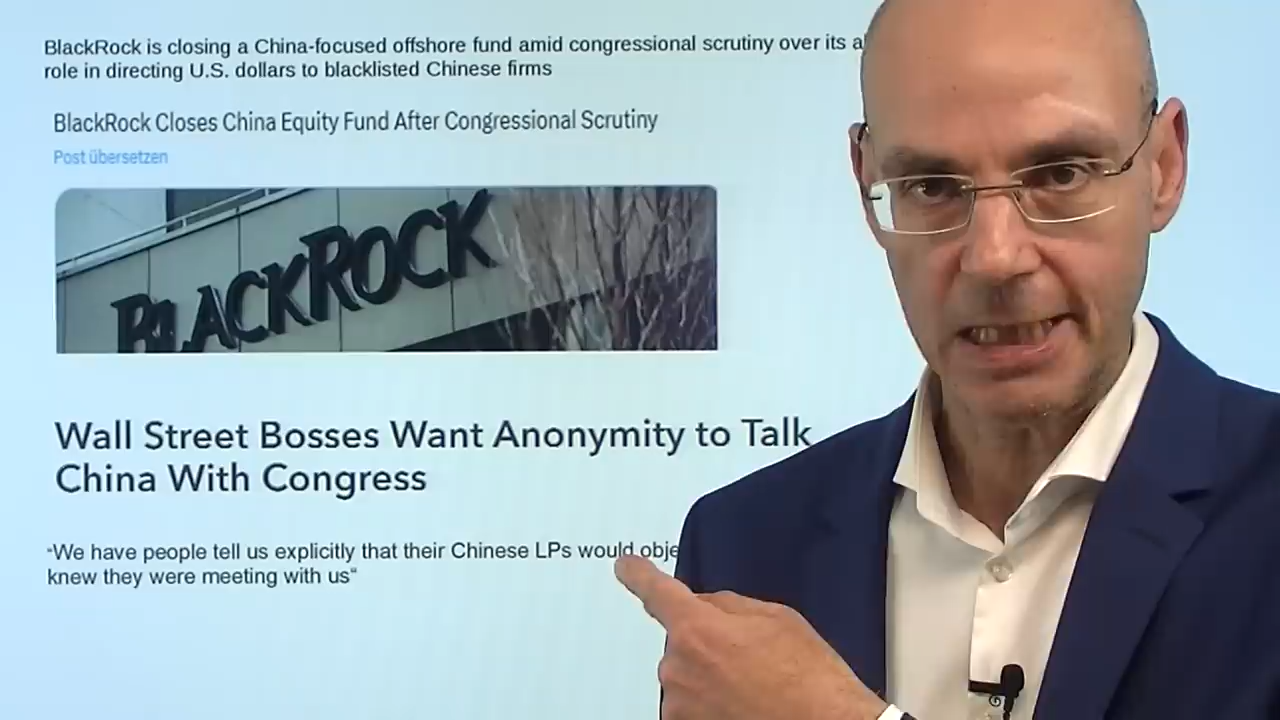 BlackRock is closing a China-focused offshore fund amid congressional scrutiny over its
role in directing U.S. dollars to blacklisted Chinese firms
BlackRock Closes China Equity Fund After Congressional Scrutiny
Post übersetzen
BLACKROCK
Wall Street Bosses Want Anonymity to Talk
China With Congress
“We have people tell us explicitly that their Chinese LPs would
knew they were meeting with us“